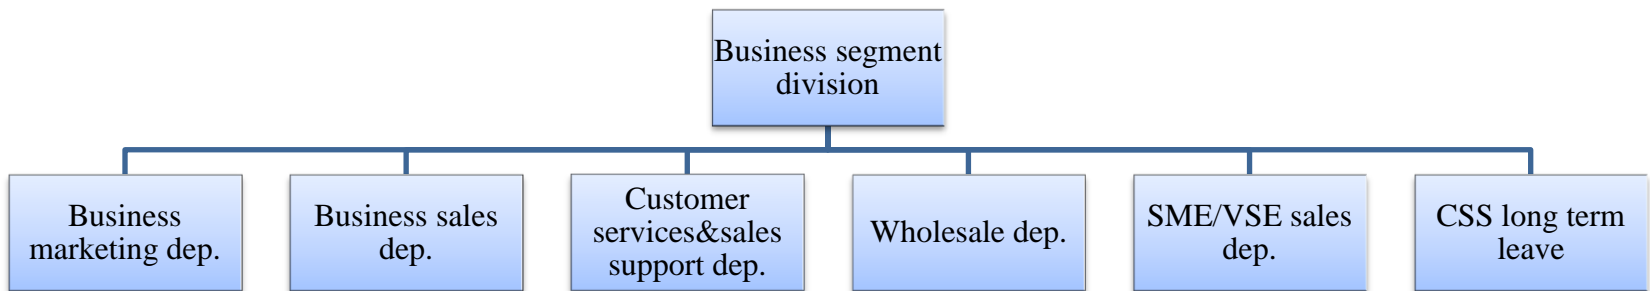 Business segment
division
Business
marketing dep.
Business sales
dep.
Customer
services&sales
support dep.
Wholesale dep.
SME/VSE sales
dep.
CSS long term
leave